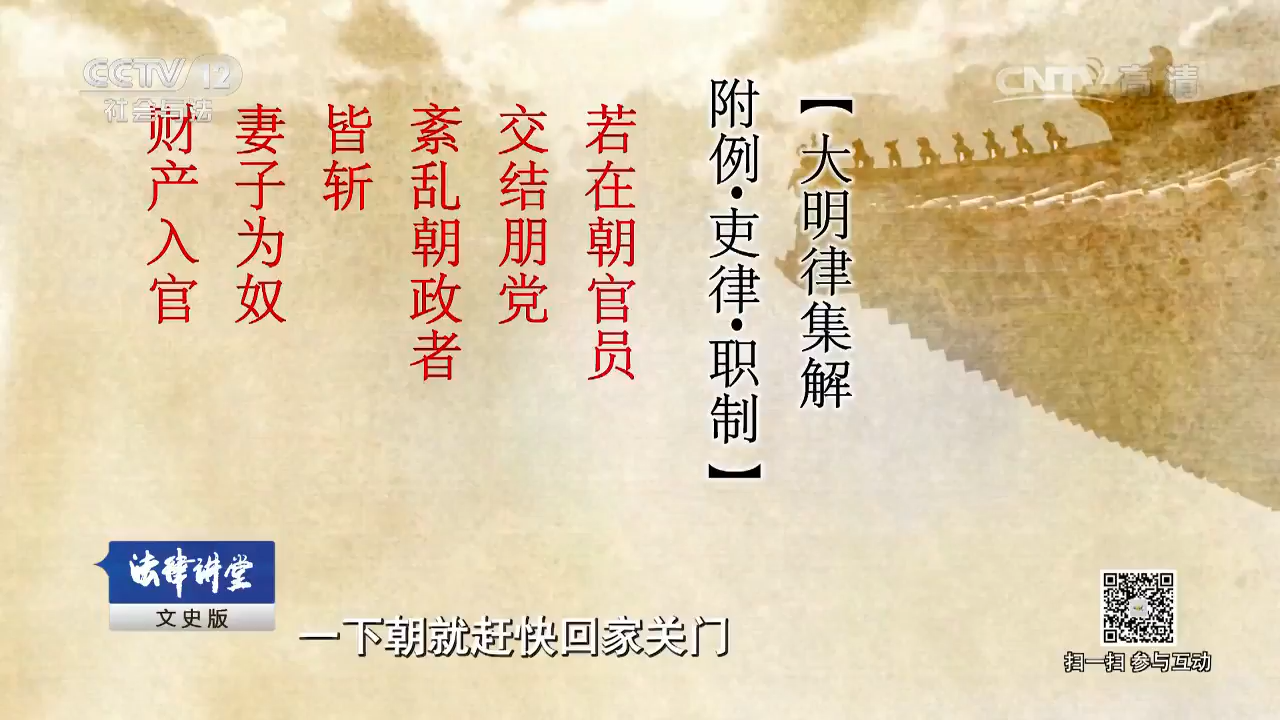 CCTV 12
社会与法
CNTV 高清
【大明律集解
附例·吏律·职制】
若在朝官员
交结朋党
紊乱朝政者
皆斩
妻子为奴
财产入官
法律讲堂
文史版
一下朝就赶快回家关门
扫一扫 参与互动